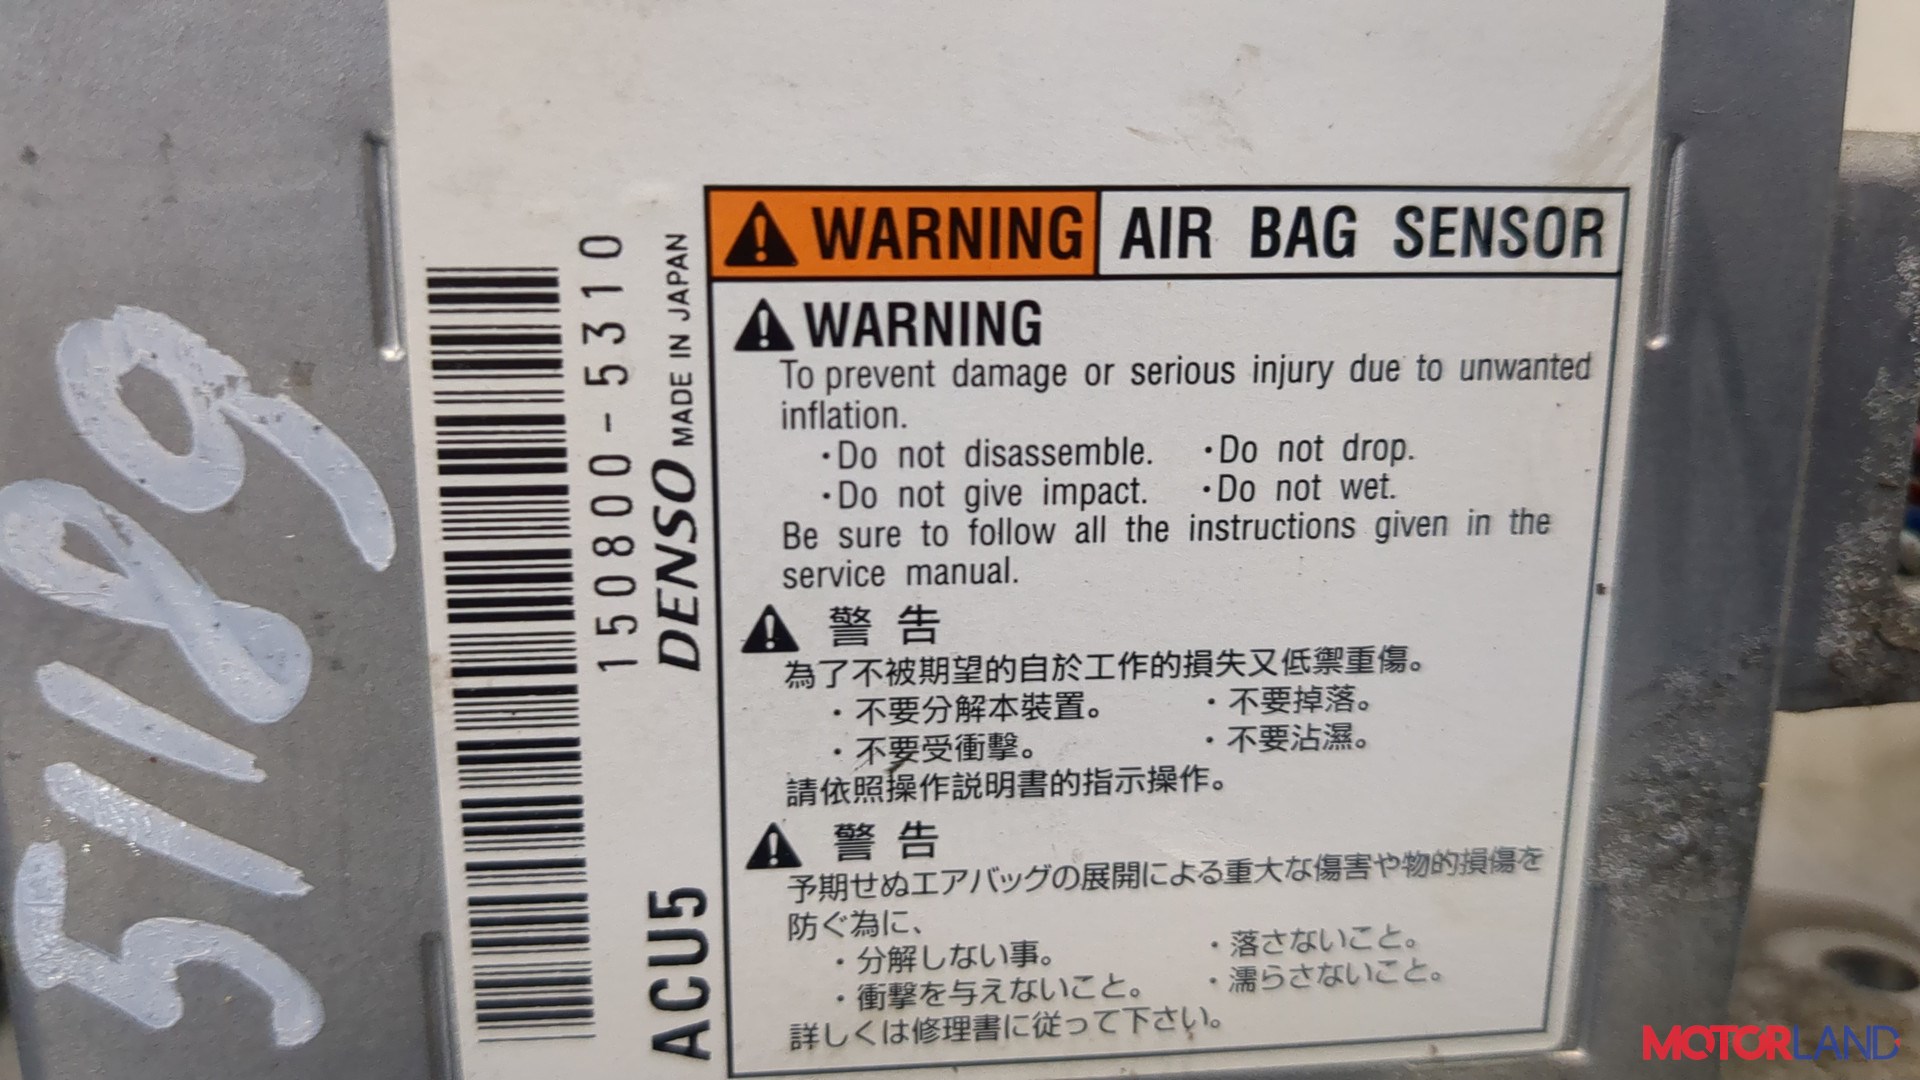 WARNING AIR BAG SENSOR
WARNING
To prevent damage or serious injury due to unwanted
inflation.
・Do not disassemble. ・Do not drop.
・Do not give impact. ・Do not wet.
Be sure to follow all the instructions given in the
service manual.
警告
為了不被期望的自於工作的損失又低禦重傷。
・不要分解本裝置。 ・不要掉落。
・不要受衝擊。 ・不要沾濕。
請依照操作説明書的指示操作。
警告
予期せぬエアバッグの展開による重大な傷害や物的損傷を
防ぐ為に、
・分解しない事。 ・落さないこと。
・衝撃を与えないこと。 ・濡らさないこと。
詳しくは修理書に従って下さい。
150800-5310
DENSO MADE IN JAPAN
ACU5
51189
MOTORLAND